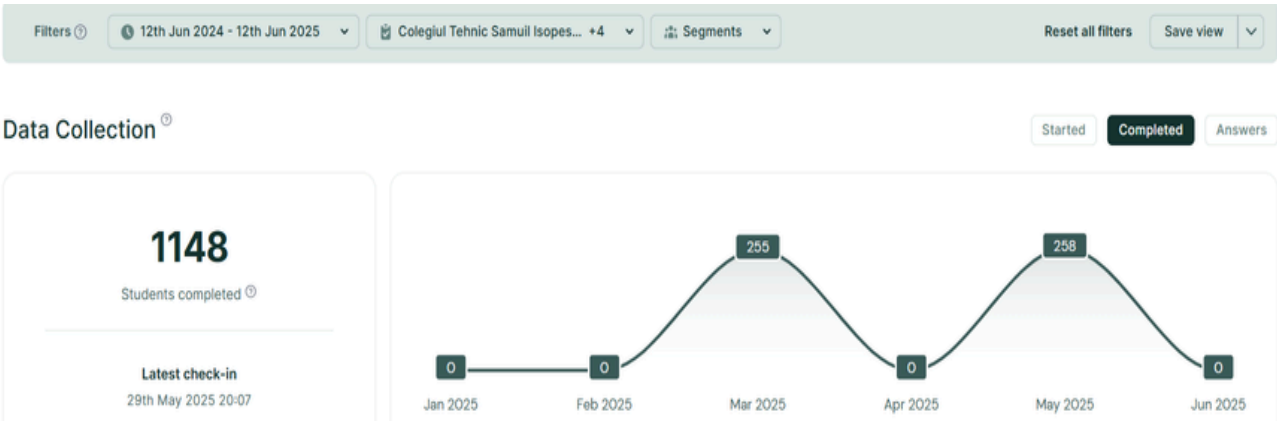 Filters
12th Jun 2024 - 12th Jun 2025
Colegiul Tehnic Samuil Isopes... +4
Segments
Reset all filters
Save view
Data Collection
Started
Completed
Answers
1148
Students completed
Latest check-in
29th May 2025 20:07
0
0
255
0
258
0
Jan 2025
Feb 2025
Mar 2025
Apr 2025
May 2025
Jun 2025